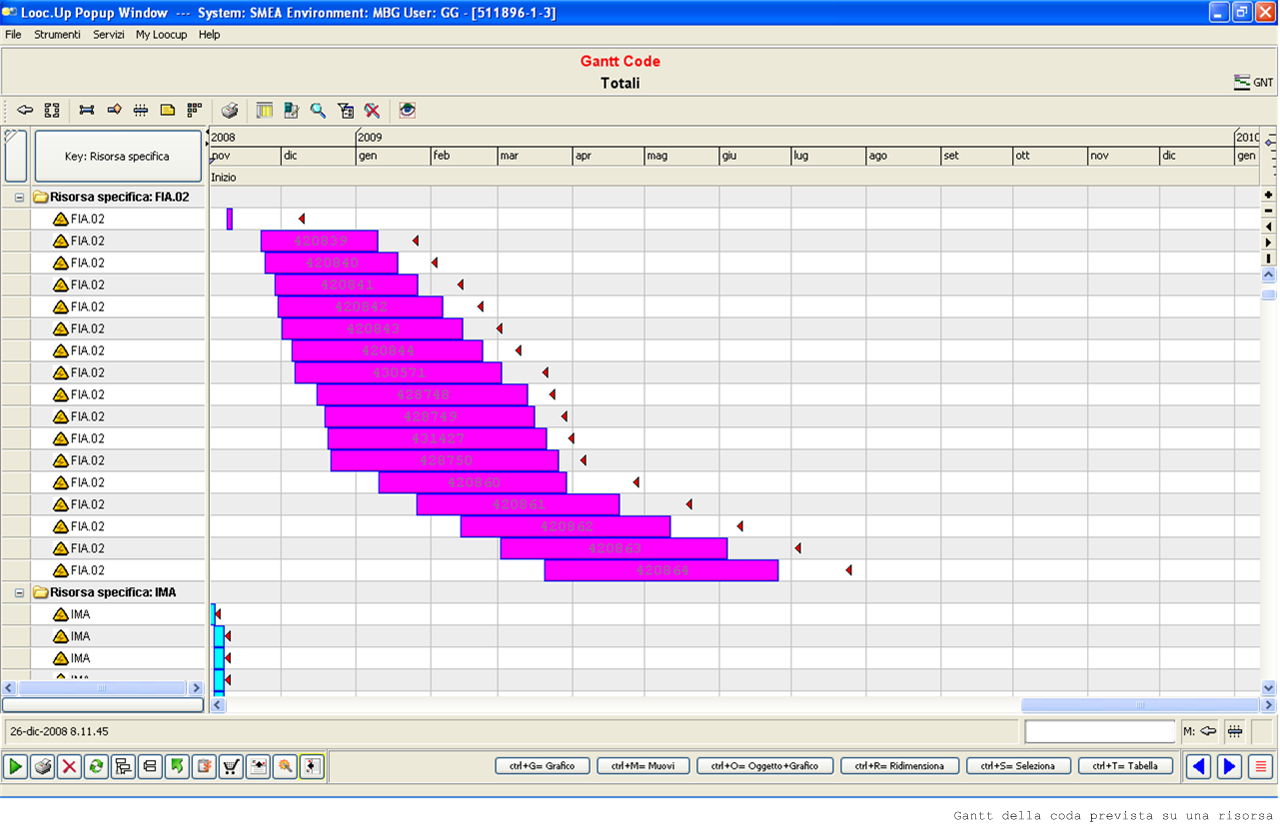 Looc.Up Popup Window --- System: SMEA Environment: MBG User: GG - [511896-1-3]
File Strumenti Servizi My Loocup Help
Gantt Code
Totali
GNT
Key: Risorsa specifica
2008 2009 2010
nov dic gen feb mar apr mag giu lug ago set ott nov dic gen
Inizio
Risorsa specifica: FIA.02
FIA.02
FIA.02 420839
FIA.02 420840
FIA.02 420841
FIA.02 420842
FIA.02 420843
FIA.02 420844
FIA.02 430571
FIA.02 428748
FIA.02 428749
FIA.02 431427
FIA.02 428750
FIA.02 420860
FIA.02 420861
FIA.02 420862
FIA.02 420863
FIA.02 420864
Risorsa specifica: IMA
IMA
IMA
IMA
IMA
26-dic-2008 8.11.45
M:
ctrl+G= Grafico ctrl+M= Muovi ctrl+O= Oggetto+Grafico ctrl+R= Ridimensiona ctrl+S= Seleziona ctrl+T= Tabella
Gantt della coda prevista su una risorsa